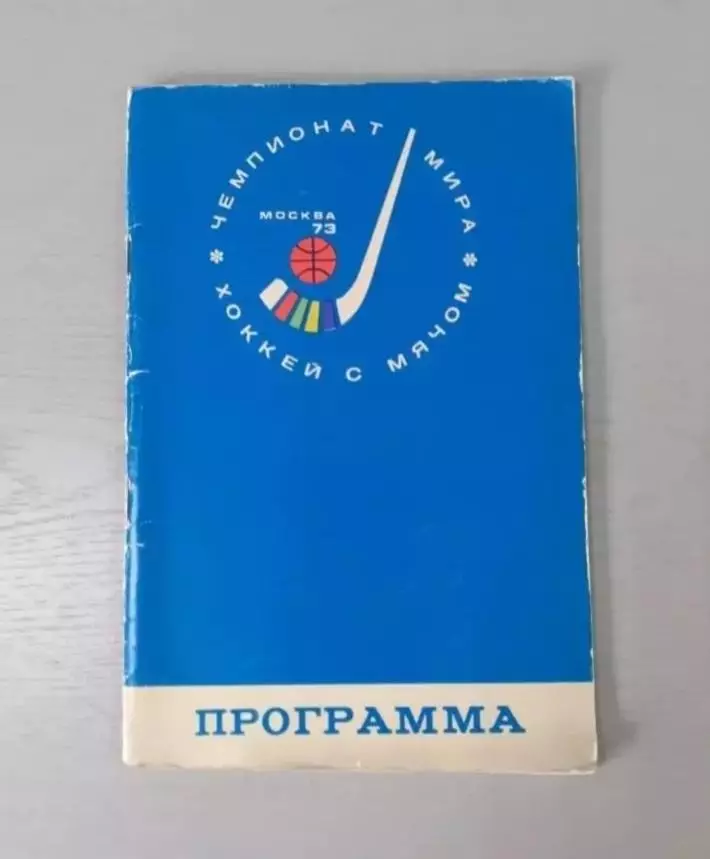 ЧЕМПИОНАТ МИРА
МОСКВА
73
* ХОККЕЙ С МЯЧОМ *
ПРОГРАММА